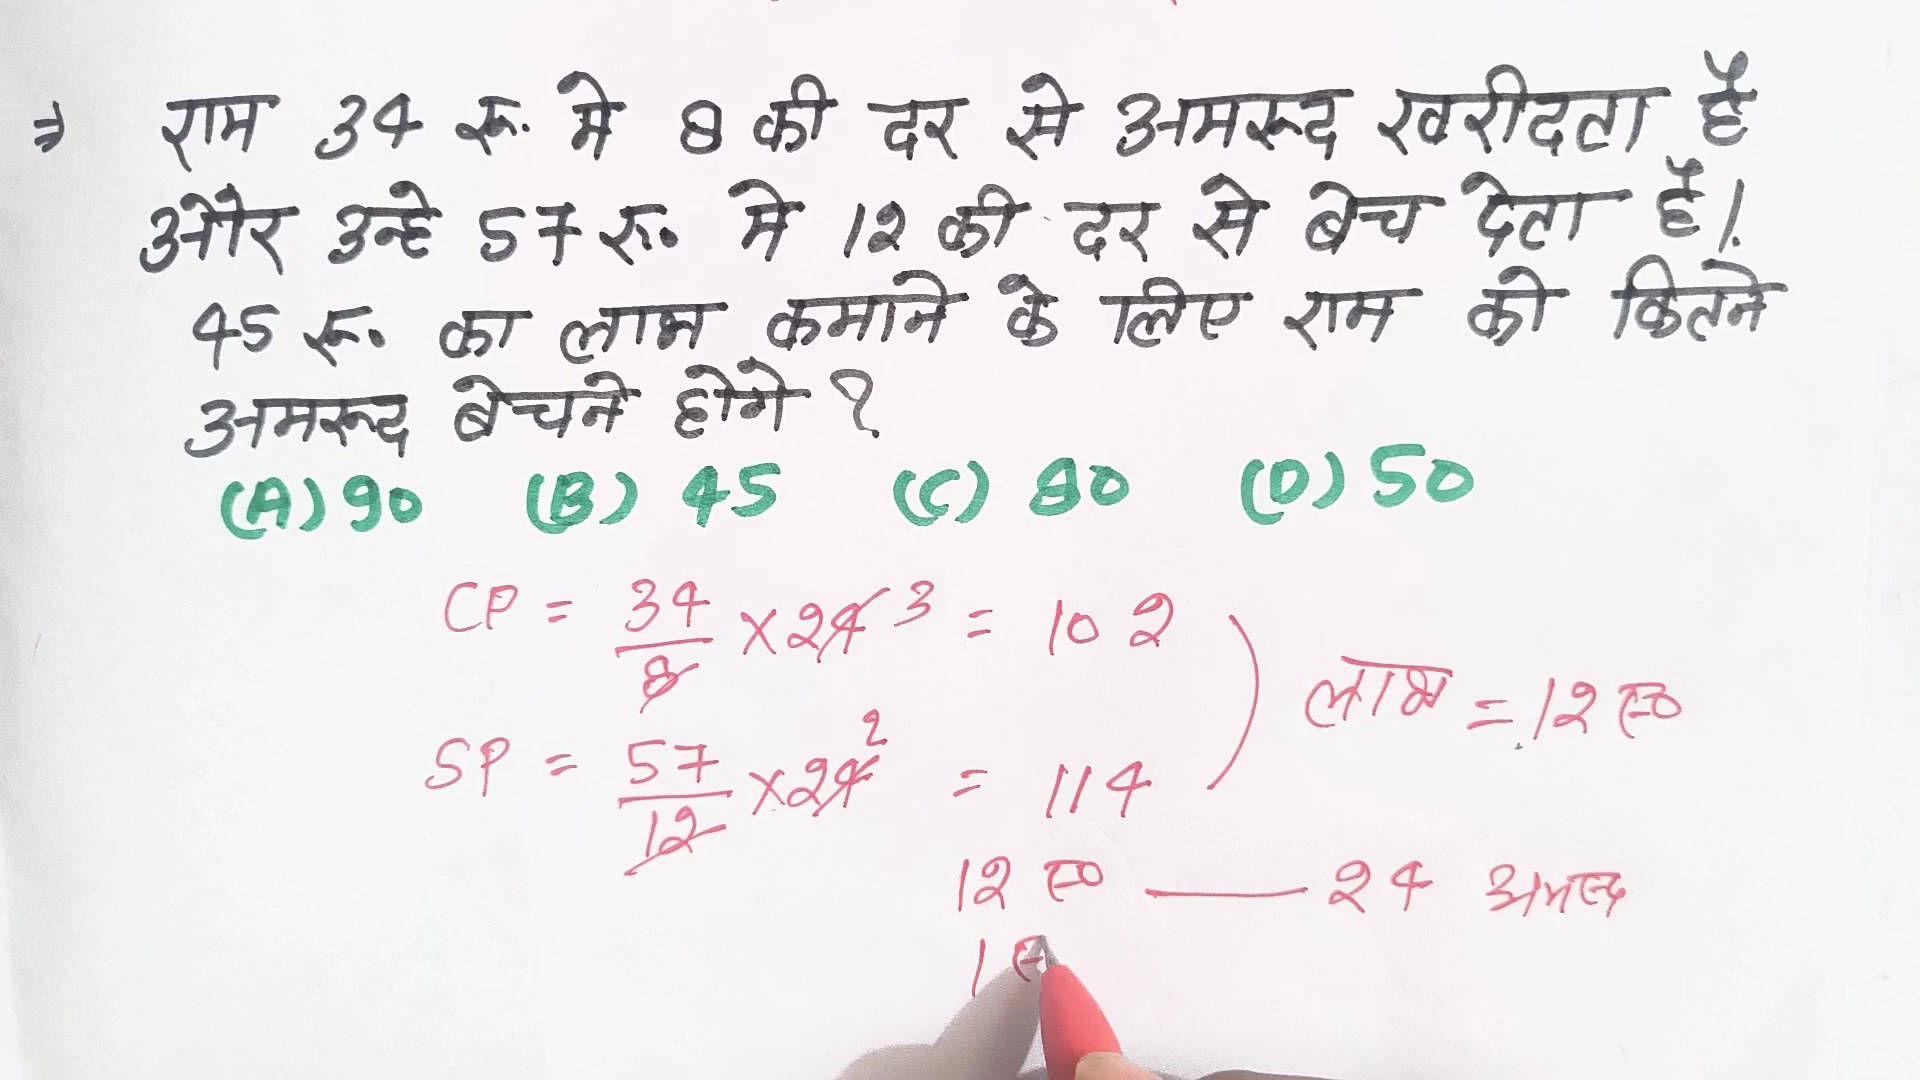 ⇒ राम 34 रू. मे 8 की दर से अमरूद खरीदता है
और उन्हे 57 रु. मे 12 की दर से बेच देता है।
45 रू. का लाभ कमाने के लिए राम को कितने
अमरूद बेचने होगे ?
(A) 90 (B) 45 (C) 80 (D) 50
CP = 34/8 × 24 3 = 102
लाभ = 12 रू
SP = 57/12 × 24 2 = 114
12 रू — 24 अमरूद
1 रू